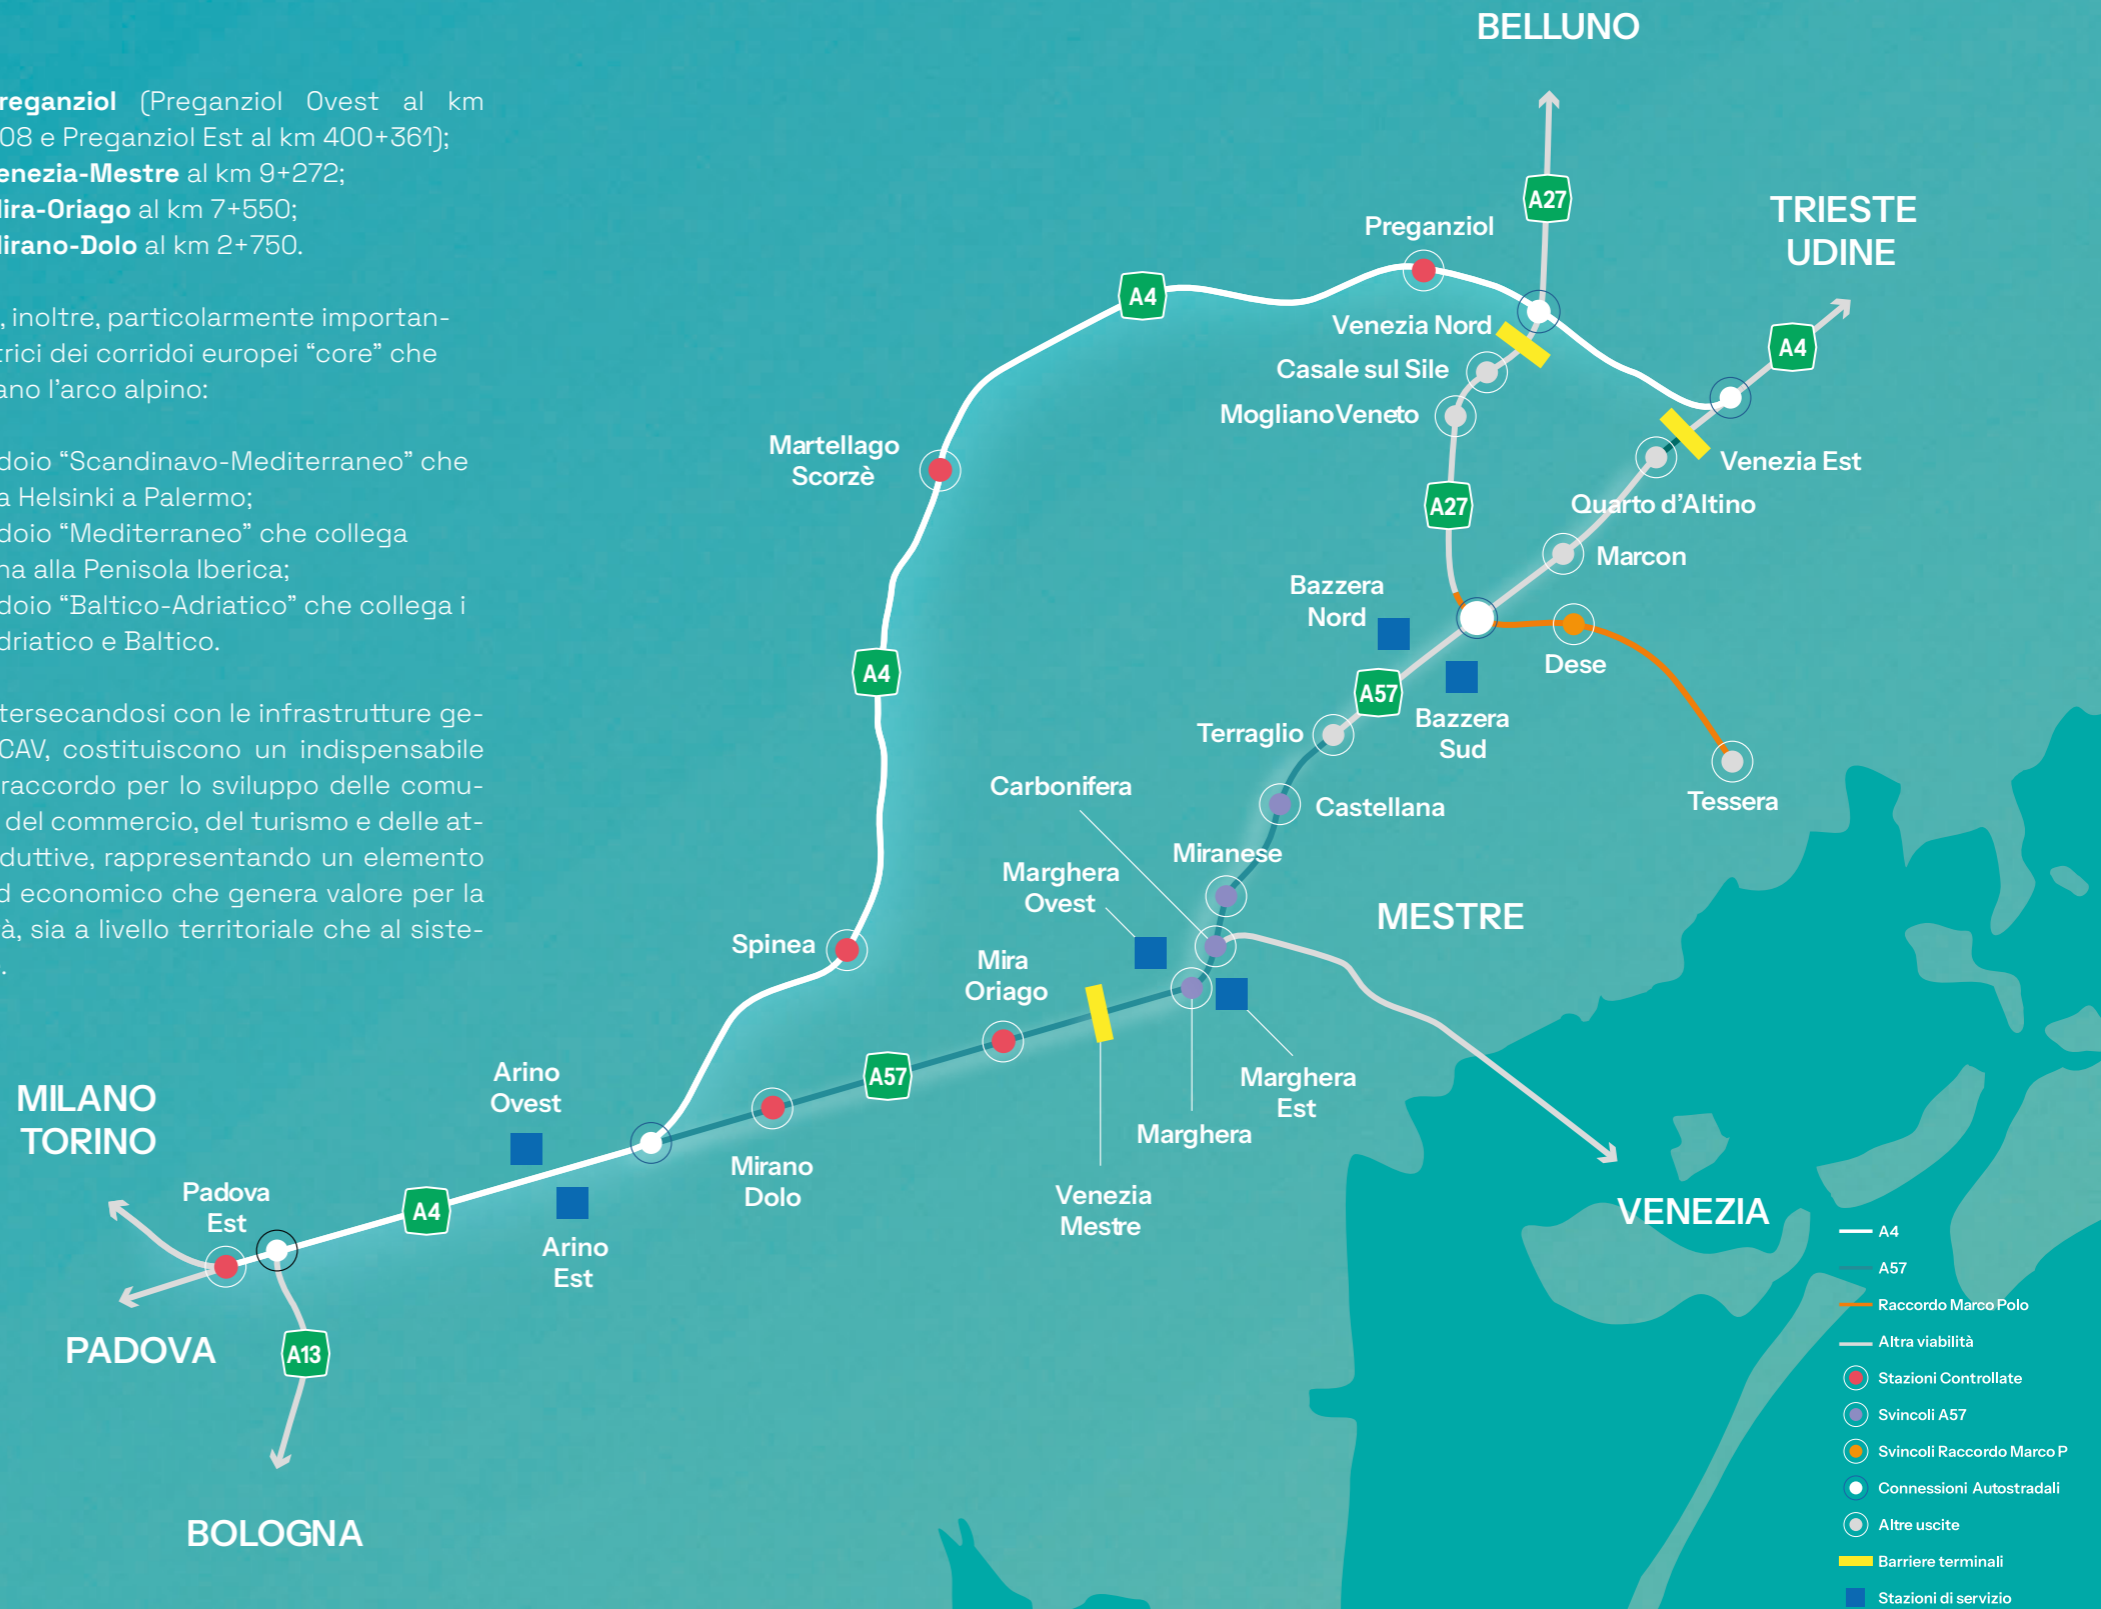 reganziol (Preganziol Ovest al km
08 e Preganziol Est al km 400+361);
enezia-Mestre al km 9+272;
ira-Oriago al km 7+550;
irano-Dolo al km 2+750.
, inoltre, particolarmente importan-
trici dei corridoi europei “core” che
ano l’arco alpino:
doio “Scandinavo-Mediterraneo” che
a Helsinki a Palermo;
doio “Mediterraneo” che collega
na alla Penisola Iberica;
doio “Baltico-Adriatico” che collega i
driatico e Baltico.
tersecandosi con le infrastrutture ge-
CAV, costituiscono un indispensabile
raccordo per lo sviluppo delle comu-
del commercio, del turismo e delle at-
duttive, rappresentando un elemento
d economico che genera valore per la
à, sia a livello territoriale che al siste-
.
BELLUNO
A27
TRIESTE
UDINE
Preganziol
A4
A4
Venezia Nord
Casale sul Sile
Mogliano Veneto
Martellago
Scorzè
Venezia Est
A27
Quarto d’Altino
Marcon
Bazzera
Nord
Dese
A4
A57
Bazzera
Sud
Terraglio
Tessera
Carbonifera
Castellana
Miranese
Marghera
Ovest
MESTRE
Spinea
Mira
Oriago
Arino
Ovest
A57
Marghera
Est
MILANO
TORINO
Marghera
Mirano
Dolo
Padova
Est
A4
Venezia
Mestre
VENEZIA
Arino
Est
PADOVA
A13
BOLOGNA
A4
A57
Raccordo Marco Polo
Altra viabilità
Stazioni Controllate
Svincoli A57
Svincoli Raccordo Marco P
Connessioni Autostradali
Altre uscite
Barriere terminali
Stazioni di servizio